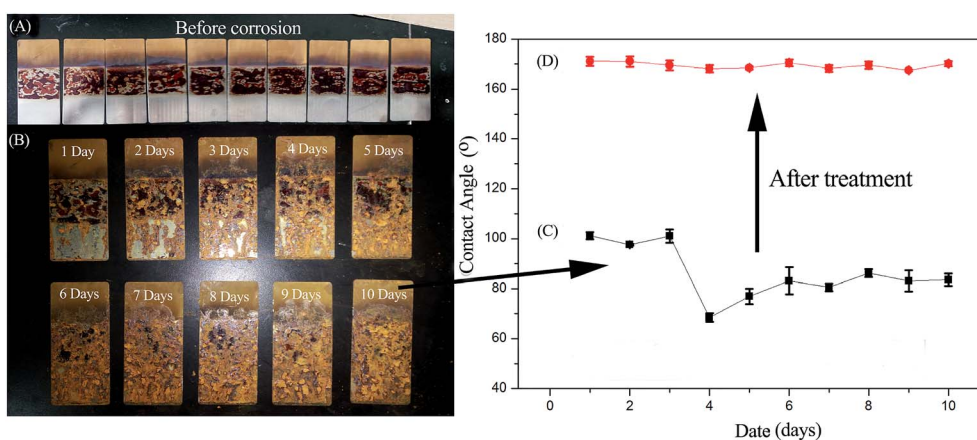 (A)
Before corrosion
(B)
1 Day
2 Days
3 Days
4 Days
5 Days
6 Days
7 Days
8 Days
9 Days
10 Days
180
160
140
120
100
80
60
40
Contact Angle (°)
(D)
After treatment
(C)
0
2
4
6
8
10
Date (days)